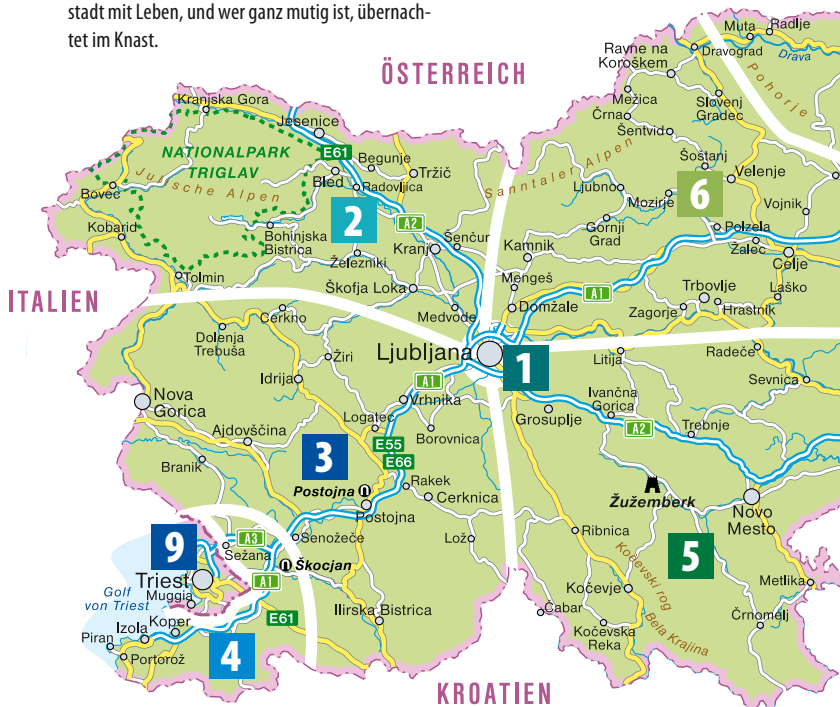 stadt mit Leben, und wer ganz mutig ist, übernach-
tet im Knast.
ÖSTERREICH
Muta
Radlje
Dravograd
Drava
Ravne na
Koroškem
Pohorje
Mežica
Slovenj
Gradec
Črna
Šentvid
Kranjska Gora
Jesenice
E61
NATIONALPARK
TRIGLAV
Julische Alpen
Begunje
Tržič
Bled
Radovljica
Bovec
Sanntaler Alpen
Šoštanj
Velenje
Ljubno
Mozirje
6
Vojnik
2
A2
Kobarid
Bohinjska
Bistrica
Kranj
Šenčur
Kamnik
Gornji
Grad
Polzela
Žalec
Celje
Železniki
Tolmin
Škofja Loka
Mengeš
A1
Trbovlje
Laško
ITALIEN
Cerkno
Medvode
Domžale
Zagorje
Hrastnik
Dolenja
Trebuša
Žiri
Ljubljana
1
Litija
Radeče
Idrija
A1
Sevnica
Nova
Gorica
Vrhnika
Ivančna
Gorica
Logatec
Grosuplje
A2
Trebnje
Ajdovščina
E55
Borovnica
3
E66
Branik
Rakek
Postojna
Cerknica
Žužemberk
Postojna
Novo
Mesto
9
A3
Senožeče
Sežana
Lož
Ribnica
Škocjan
5
Triest
A1
Kočevski rog
Golf
von Triest
Muggia
Kočevje
Metlika
E61
Ilirska Bistrica
Čabar
Črnomelj
Izola
Koper
Piran
Kočevska
Reka
Bela Krajina
Portorož
4
KROATIEN